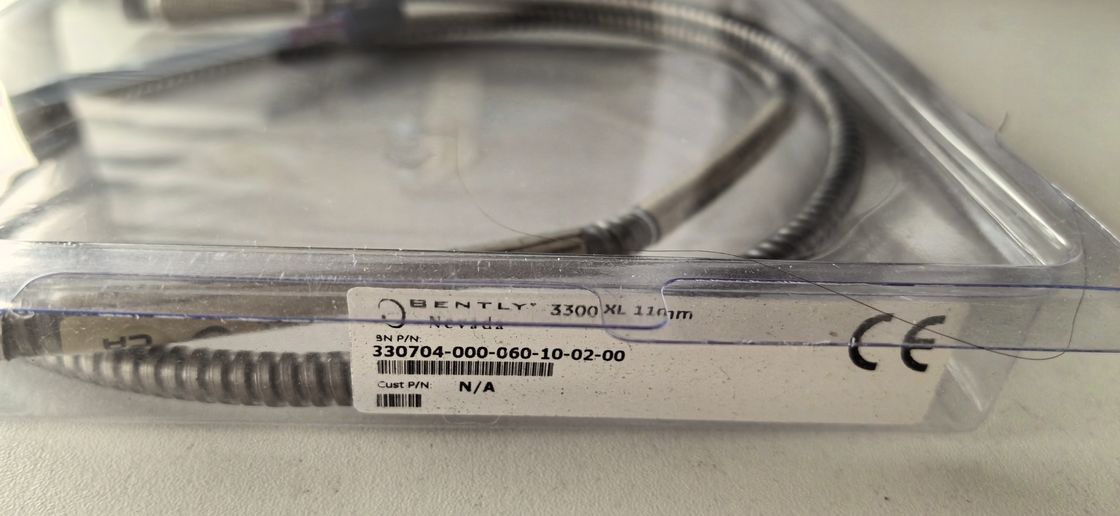 BENTLY® 3300 XL 11mm
Nevada
BN P/N:
330704-000-060-10-02-00
Cust P/N: N/A
CE